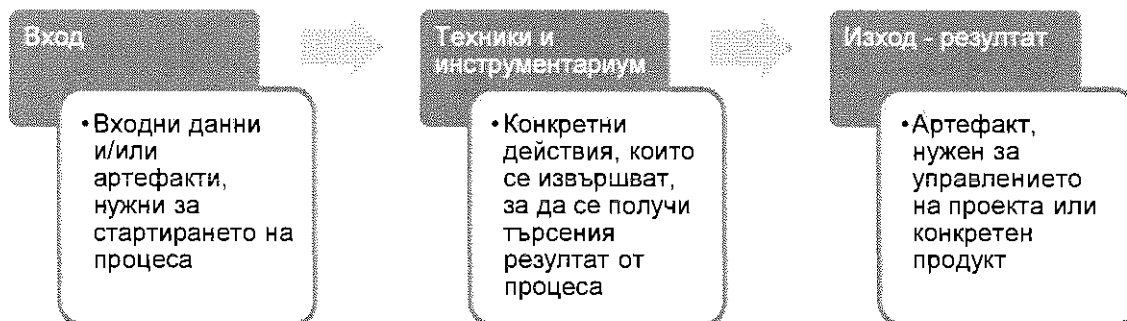 Вход
•Входни данни
и/или
артефакти,
нужни за
стартирането на
процеса
Техники и
инструментариум
•Конкретни
действия, които
се извършват,
за да се получи
търсения
резултат от
процеса
Изход - резултат
•Артефакт,
нужен за
управлението
на проекта или
конкретен
продукт